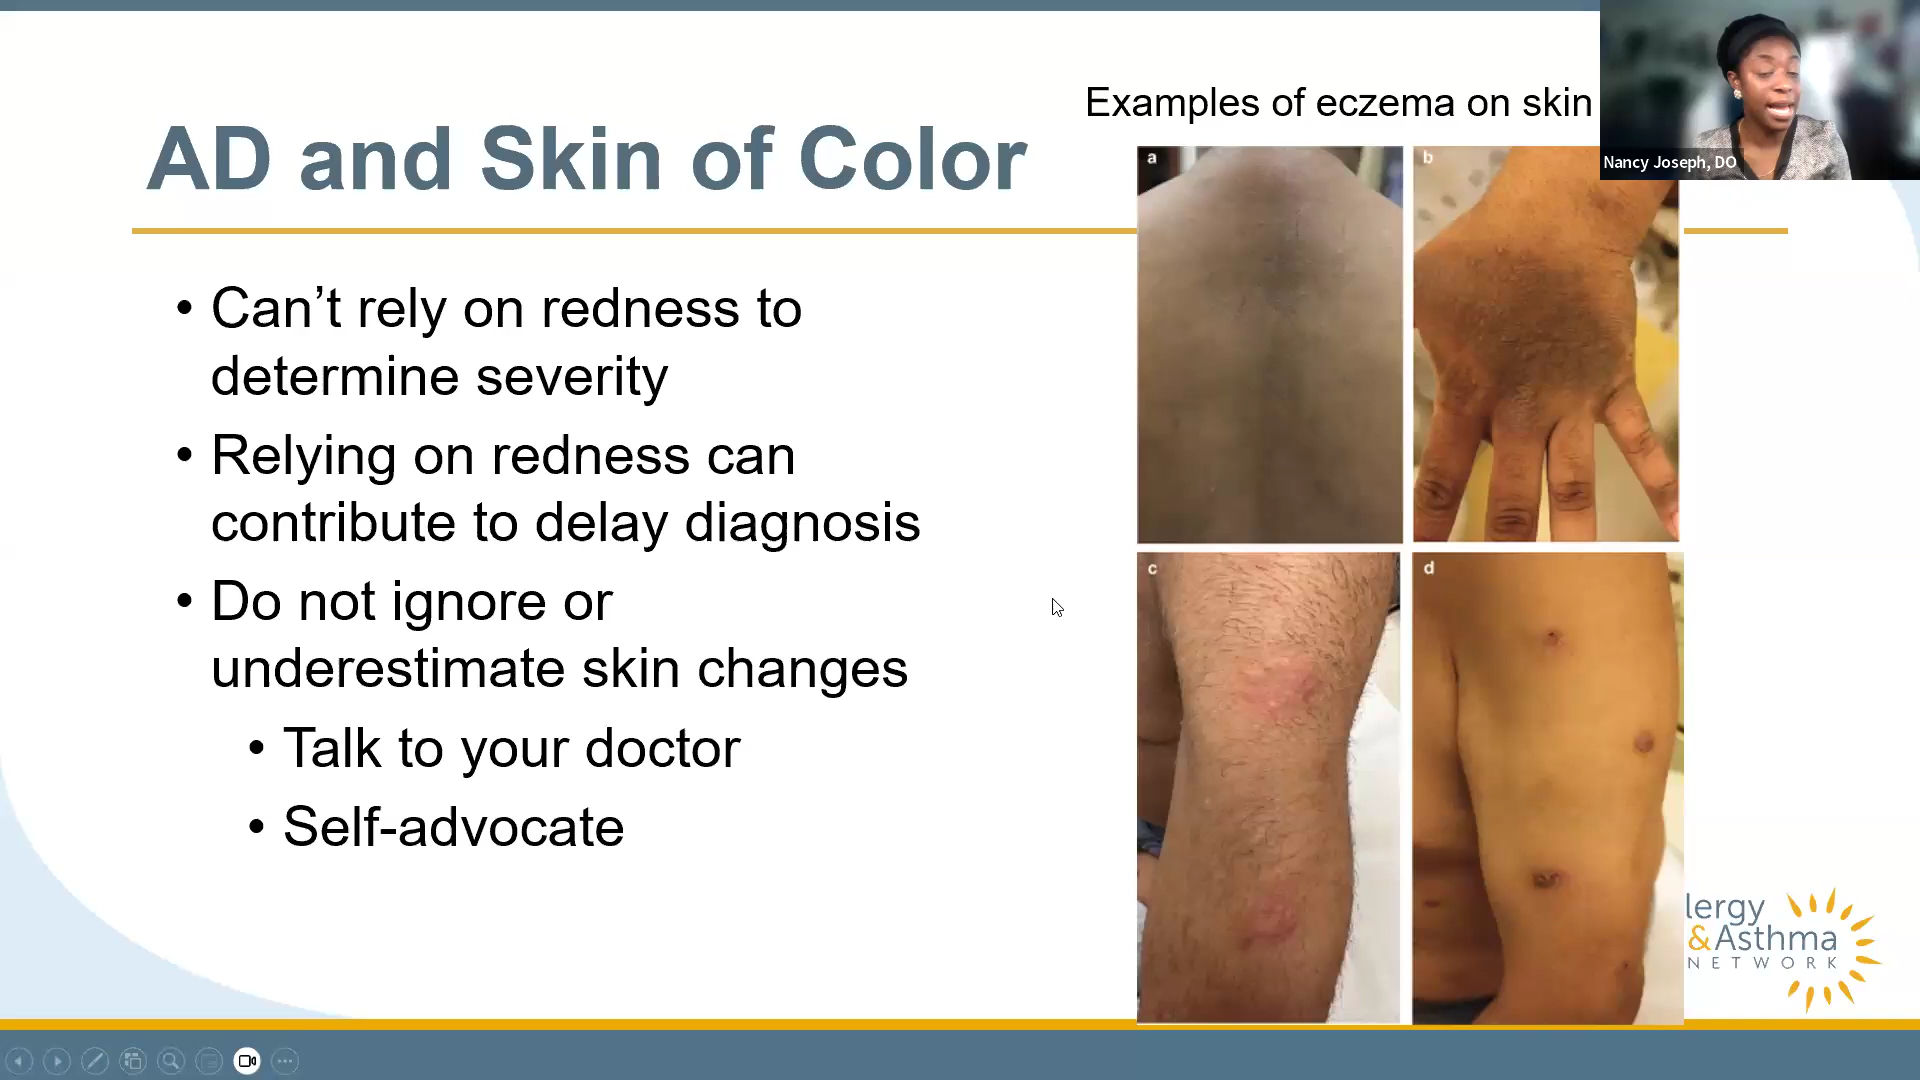 Examples of eczema on skin
Nancy Joseph, DO
AD and Skin of Color
a
b
• Can’t rely on redness to
determine severity
• Relying on redness can
contribute to delay diagnosis
• Do not ignore or
underestimate skin changes
• Talk to your doctor
• Self-advocate
c
d
lergy
&Asthma
NETWORK